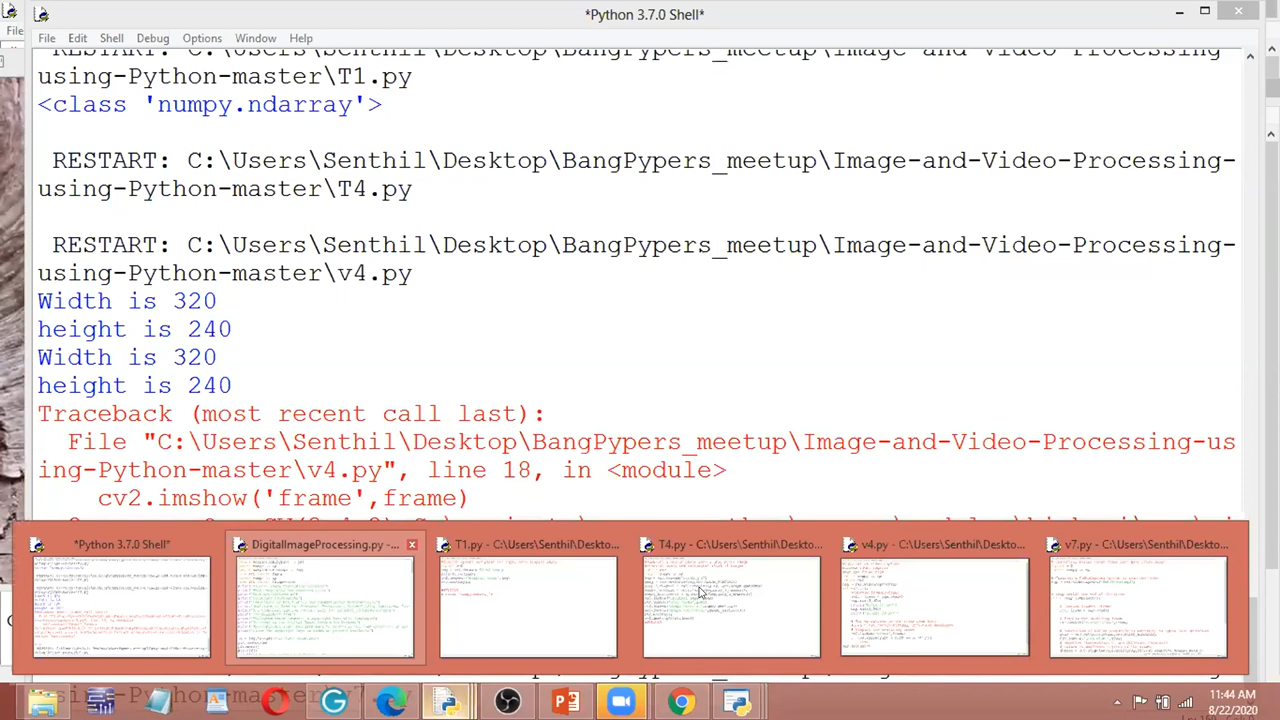 *Python 3.7.0 Shell*
File
File Edit Shell Debug Options Window Help
using-Python-master\T1.py
<class 'numpy.ndarray'>
RESTART: C:\Users\Senthil\Desktop\BangPypers_meetup\Image-and-Video-Processing-
using-Python-master\T4.py
RESTART: C:\Users\Senthil\Desktop\BangPypers_meetup\Image-and-Video-Processing-
using-Python-master\v4.py
Width is 320
height is 240
Width is 320
height is 240
Traceback (most recent call last):
File "C:\Users\Senthil\Desktop\BangPypers_meetup\Image-and-Video-Processing-us
ing-Python-master\v4.py", line 18, in <module>
cv2.imshow('frame',frame)
*Python 3.7.0 Shell*
DigitalImageProcessing.py - ...
T1.py - C:\Users\Senthil\Deskto...
T4.py - C:\Users\Senthil\Deskto...
v4.py - C:\Users\Senthil\Deskto...
v7.py - C:\Users\Senthil\Deskto...
11:44 AM
8/22/2020